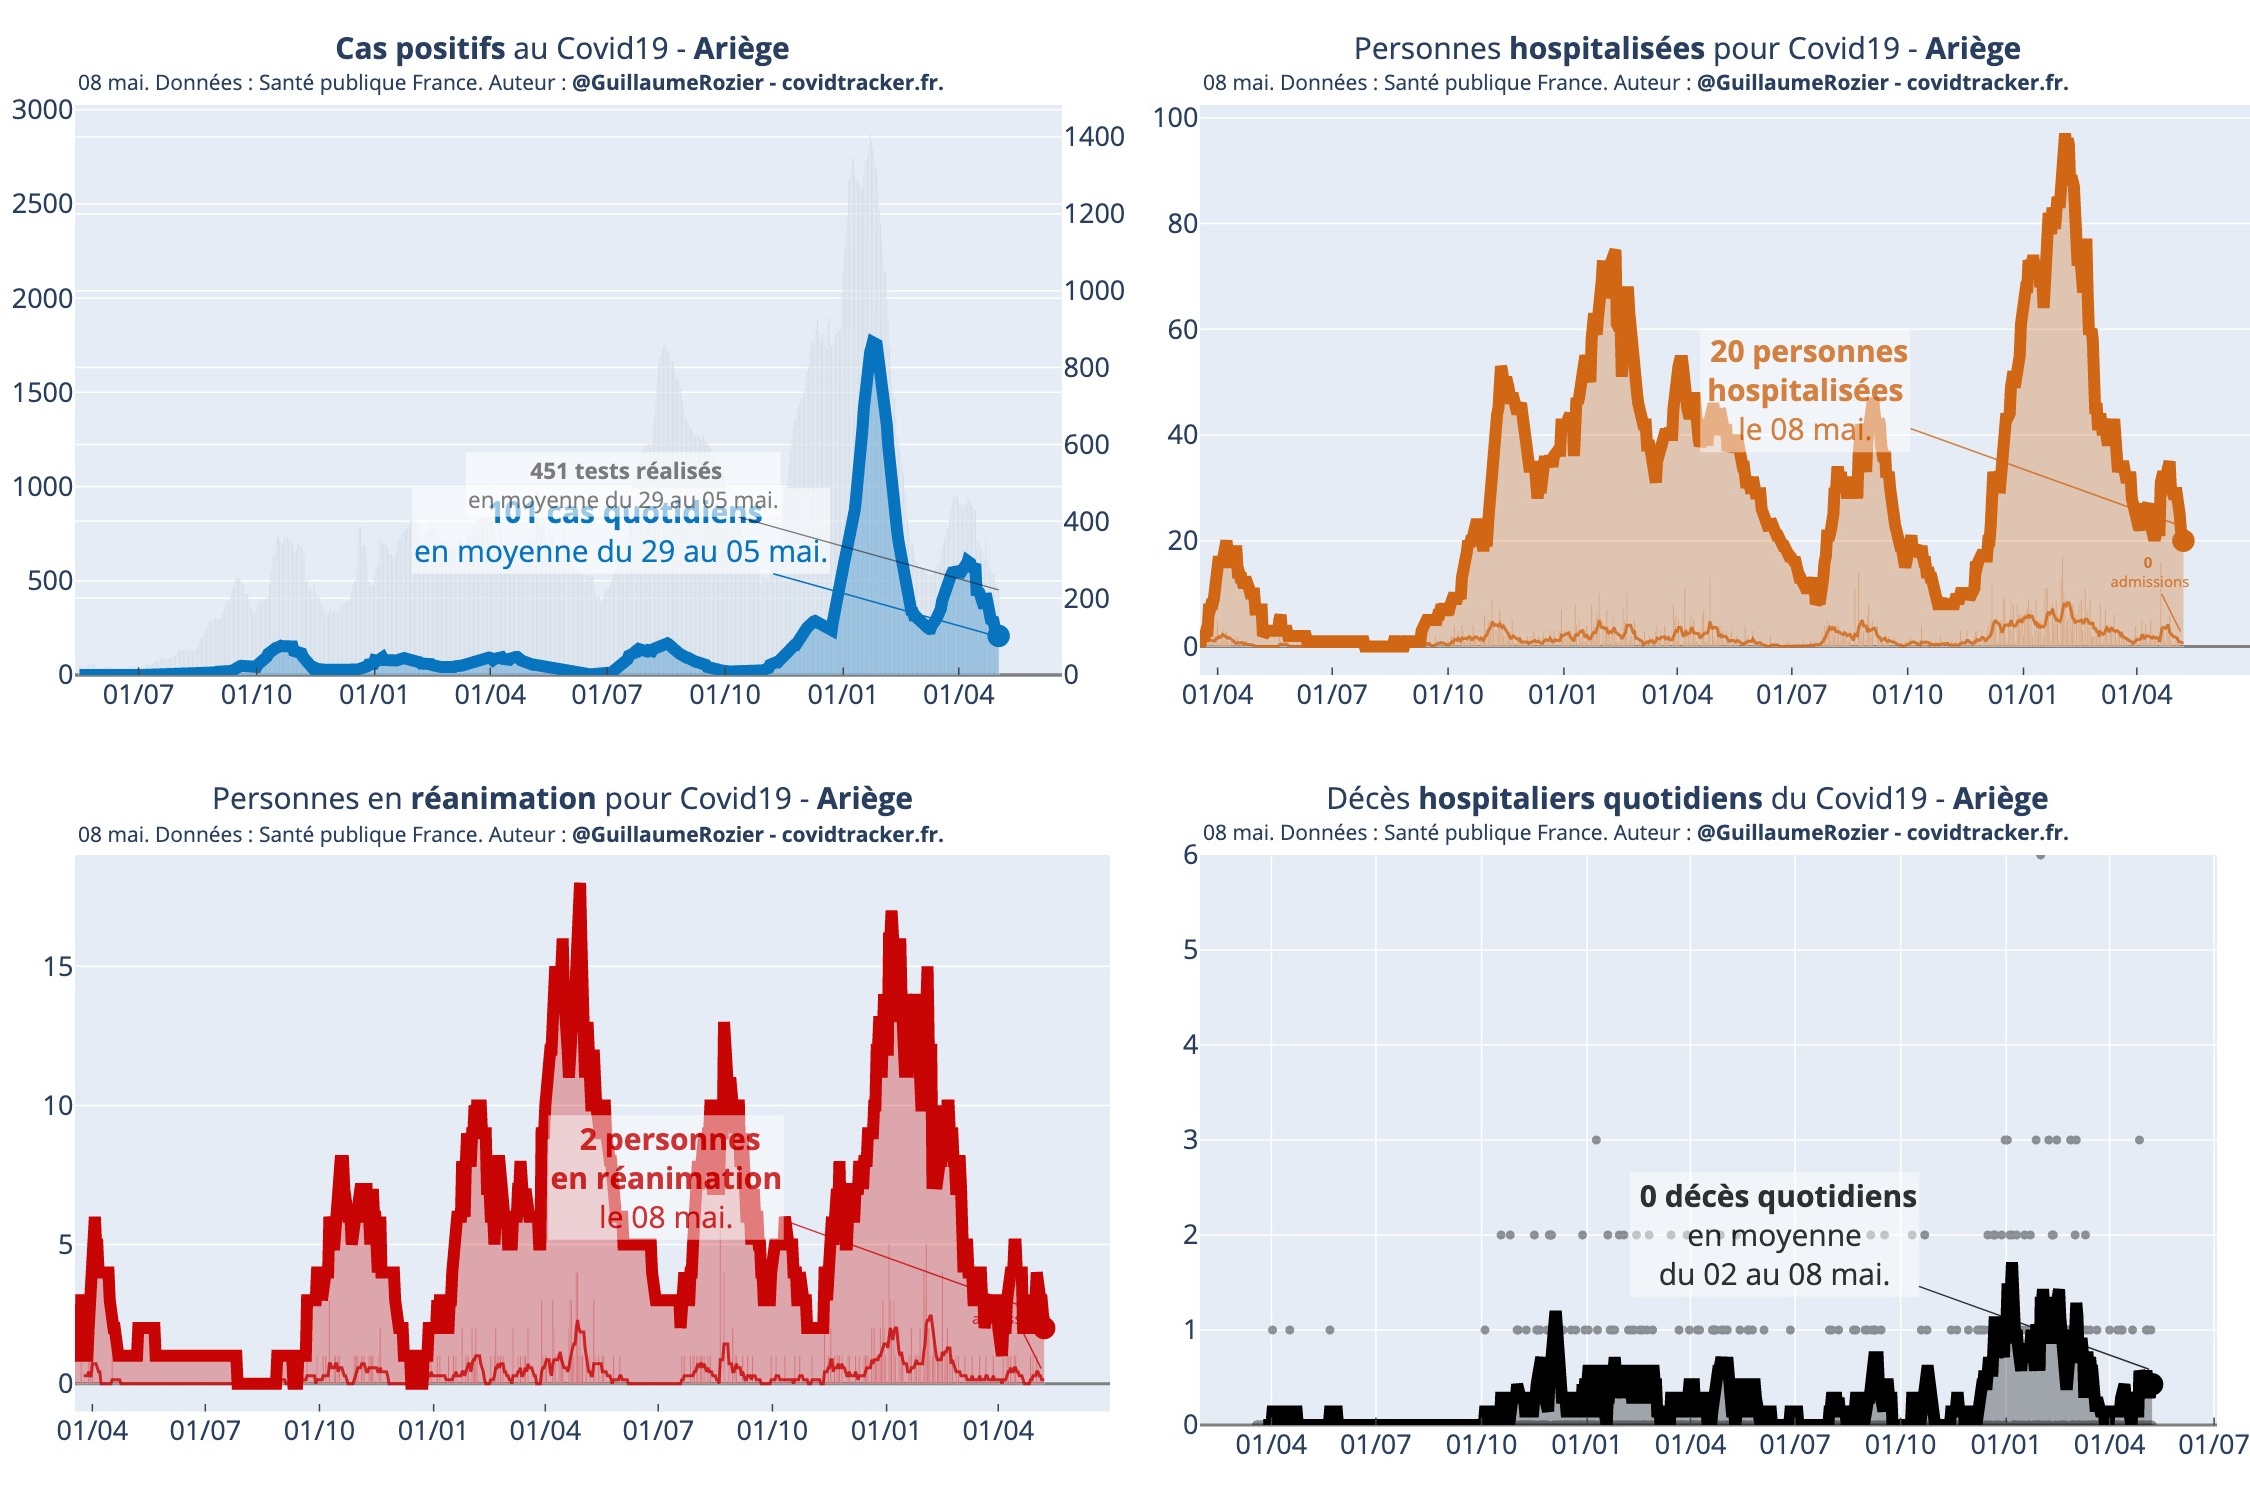 Cas positifs au Covid19 - Ariège
08 mai. Données : Santé publique France. Auteur : @GuillaumeRozier - covidtracker.fr.
3000
2500
2000
1500
1000
500
0
1400
1200
1000
800
600
400
200
0
451 tests réalisés
en moyenne du 29 au 05 mai.
101 cas quotidiens
en moyenne du 29 au 05 mai.
01/07 01/10 01/01 01/04 01/07 01/10 01/01 01/04
Personnes hospitalisées pour Covid19 - Ariège
08 mai. Données : Santé publique France. Auteur : @GuillaumeRozier - covidtracker.fr.
100
80
60
40
20
0
20 personnes
hospitalisées
le 08 mai.
0
admissions
01/04 01/07 01/10 01/01 01/04 01/07 01/10 01/01 01/04
Personnes en réanimation pour Covid19 - Ariège
08 mai. Données : Santé publique France. Auteur : @GuillaumeRozier - covidtracker.fr.
15
10
5
0
2 personnes
en réanimation
le 08 mai.
01/04 01/07 01/10 01/01 01/04 01/07 01/10 01/01 01/04
Décès hospitaliers quotidiens du Covid19 - Ariège
08 mai. Données : Santé publique France. Auteur : @GuillaumeRozier - covidtracker.fr.
6
5
4
3
2
1
0
0 décès quotidiens
en moyenne
du 02 au 08 mai.
01/04 01/07 01/10 01/01 01/04 01/07 01/10 01/01 01/04 01/07